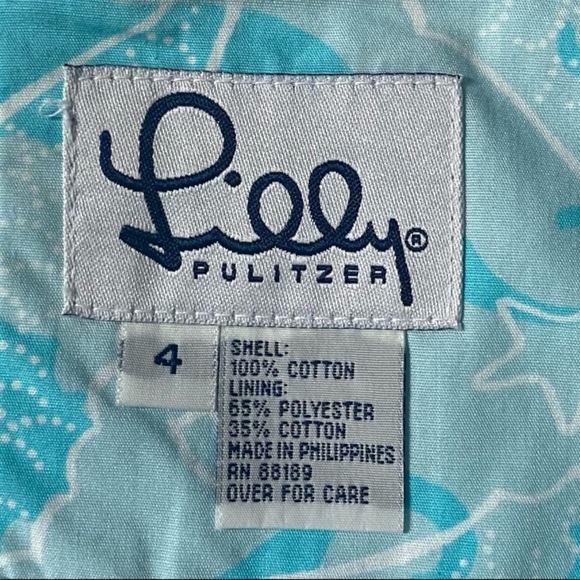 Lilly®
PULITZER
4
SHELL:
100% COTTON
LINING:
65% POLYESTER
35% COTTON
MADE IN PHILIPPINES
RN 88189
OVER FOR CARE